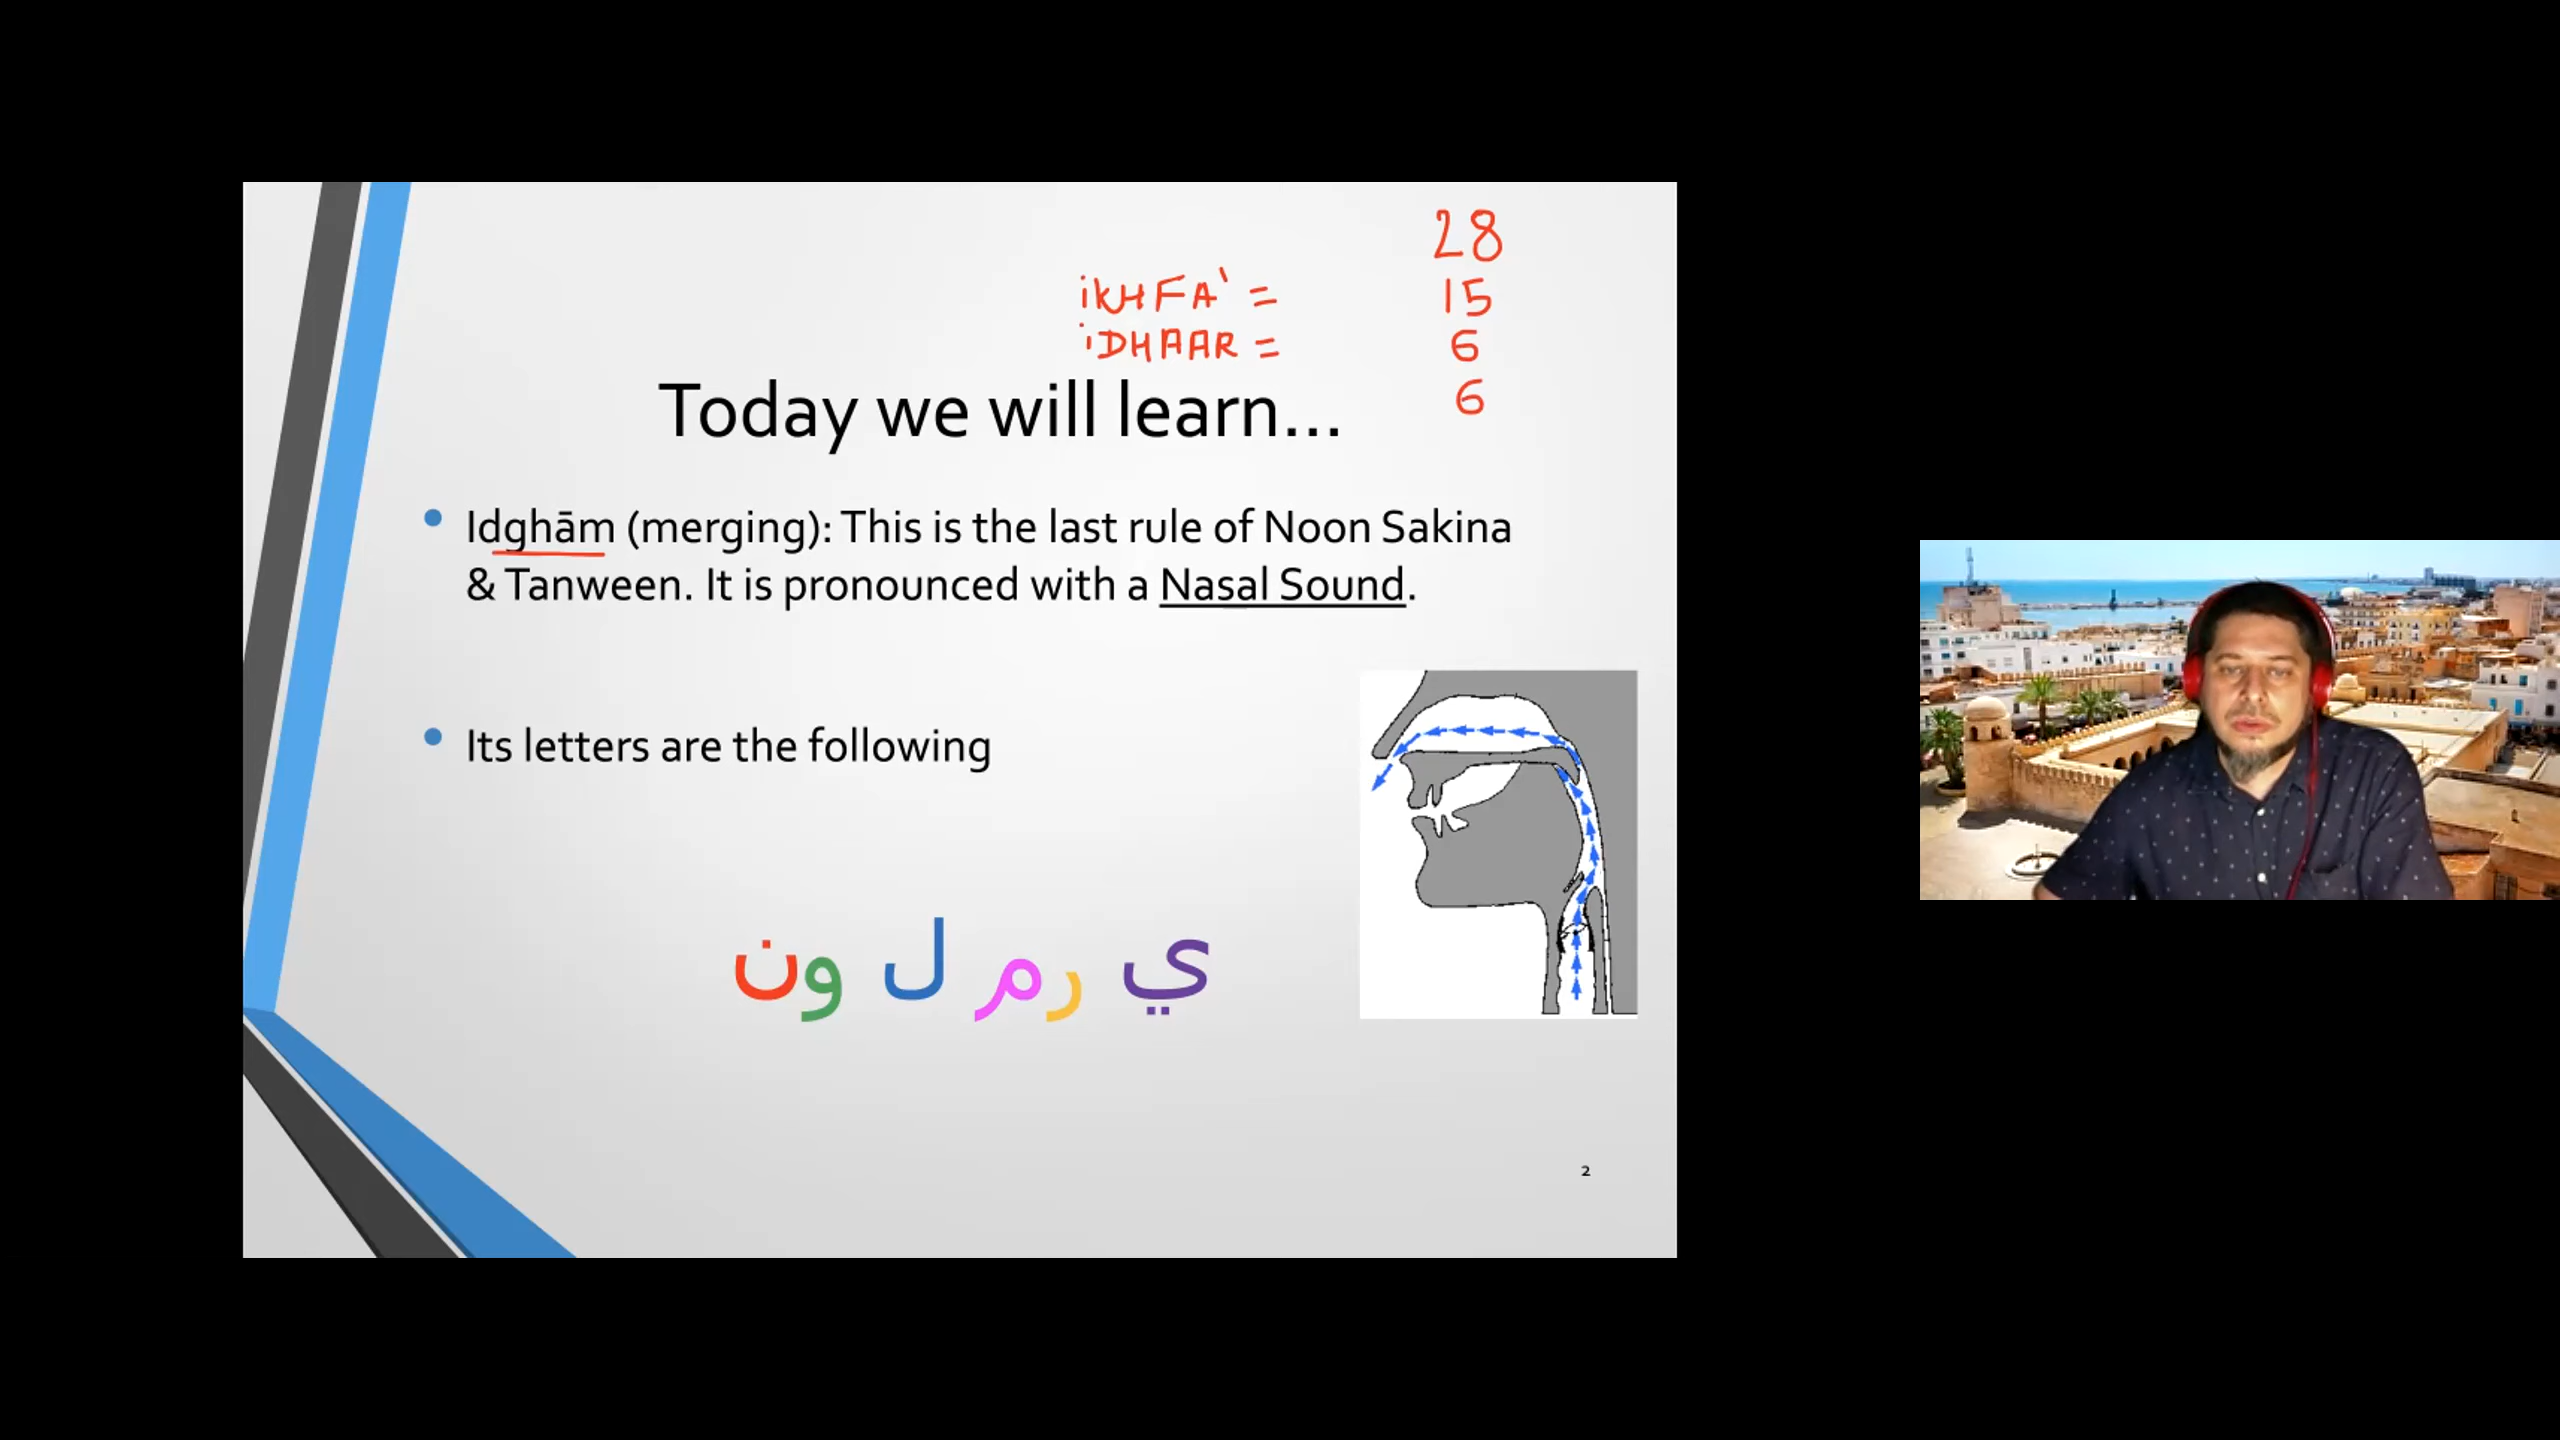 28
iKHFA' = 15
iDHAAR = 6
6
Today we will learn...
• Idghām (merging): This is the last rule of Noon Sakina
& Tanween. It is pronounced with a Nasal Sound.
• Its letters are the following
ي رم ل ون
2